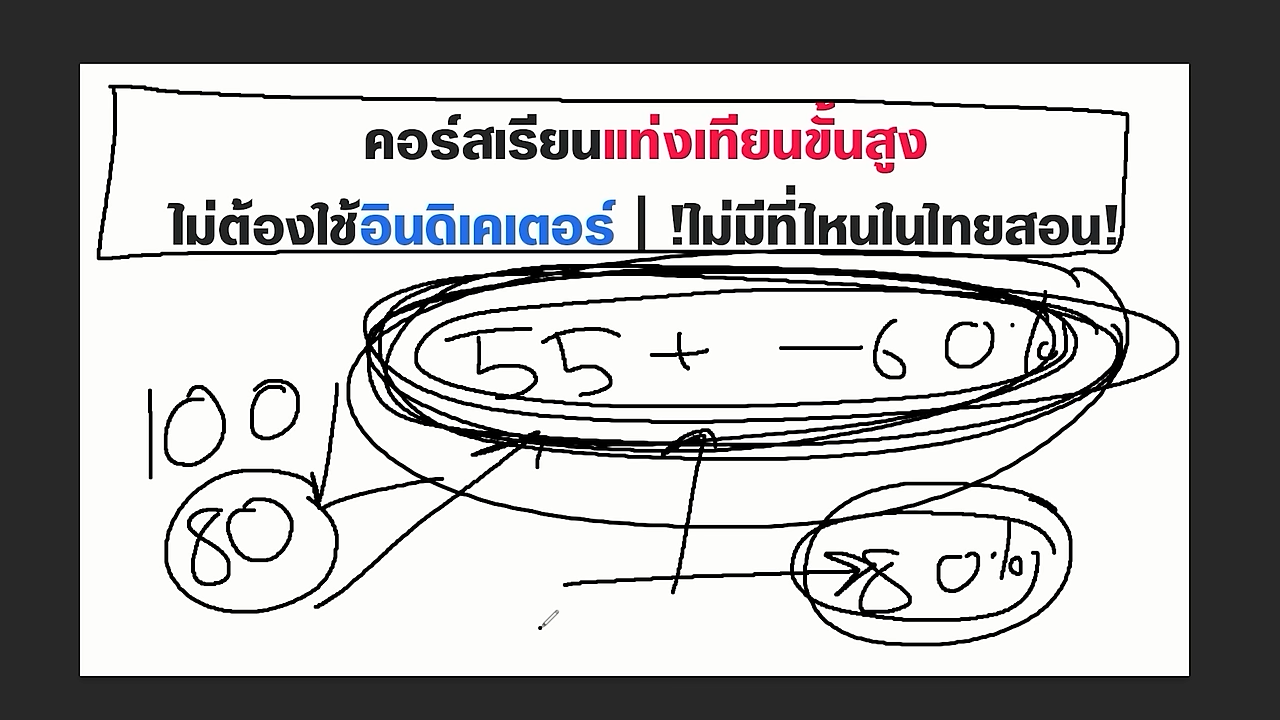 คอร์สเรียนแท่งเทียนขั้นสูง
ไม่ต้องใช้อินดิเคเตอร์ | !ไม่มีที่ไหนในไทยสอน!
55 + — 60%
100
80
80%